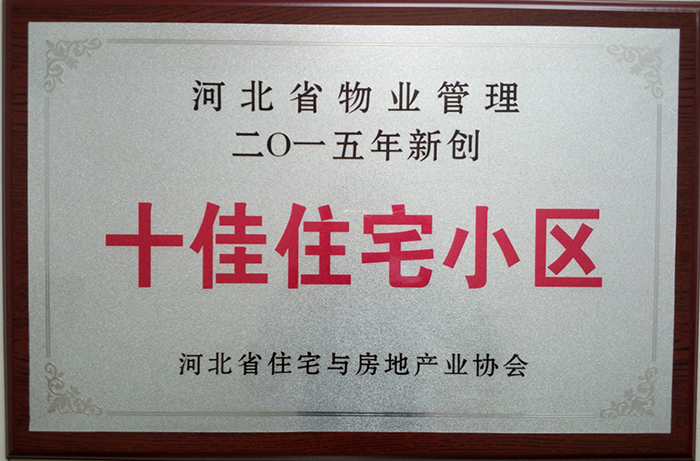 河北省物业管理
二〇一五年新创
十佳住宅小区
河北省住宅与房地产业协会